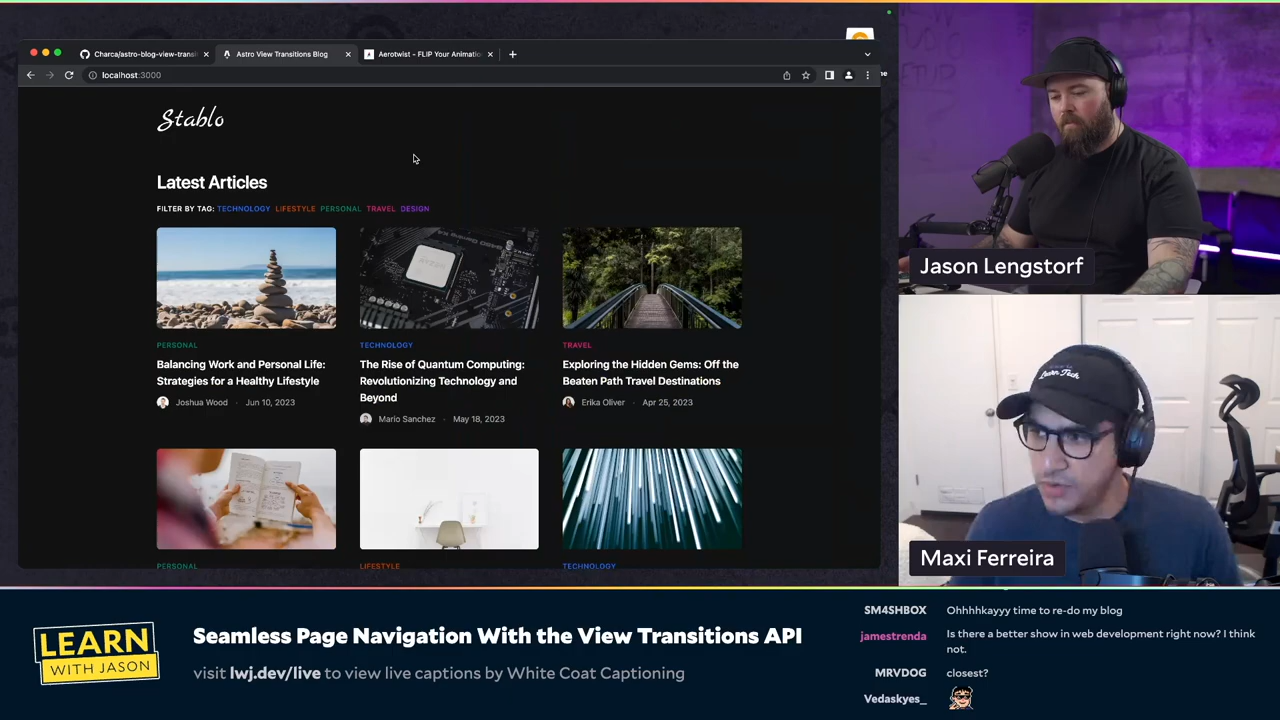 Charca/astro-blog-view-transi
Astro View Transitions Blog
Aerotwist - FLIP Your Animatio
localhost:3000
Stablo
Latest Articles
FILTER BY TAG: TECHNOLOGY LIFESTYLE PERSONAL TRAVEL DESIGN
PERSONAL
Balancing Work and Personal Life:
Strategies for a Healthy Lifestyle
Joshua Wood · Jun 10, 2023
TECHNOLOGY
The Rise of Quantum Computing:
Revolutionizing Technology and
Beyond
Mario Sanchez · May 18, 2023
TRAVEL
Exploring the Hidden Gems: Off the
Beaten Path Travel Destinations
Erika Oliver · Apr 25, 2023
PERSONAL
LIFESTYLE
TECHNOLOGY
Jason Lengstorf
Learn Tech
Maxi Ferreira
LEARN
WITH JASON
Seamless Page Navigation With the View Transitions API
visit lwj.dev/live to view live captions by White Coat Captioning
SM4SHBOX Ohhhhkayyy time to re-do my blog
jamestrenda Is there a better show in web development right now? I think
not.
MRVDOG closest?
Vedaskyes_